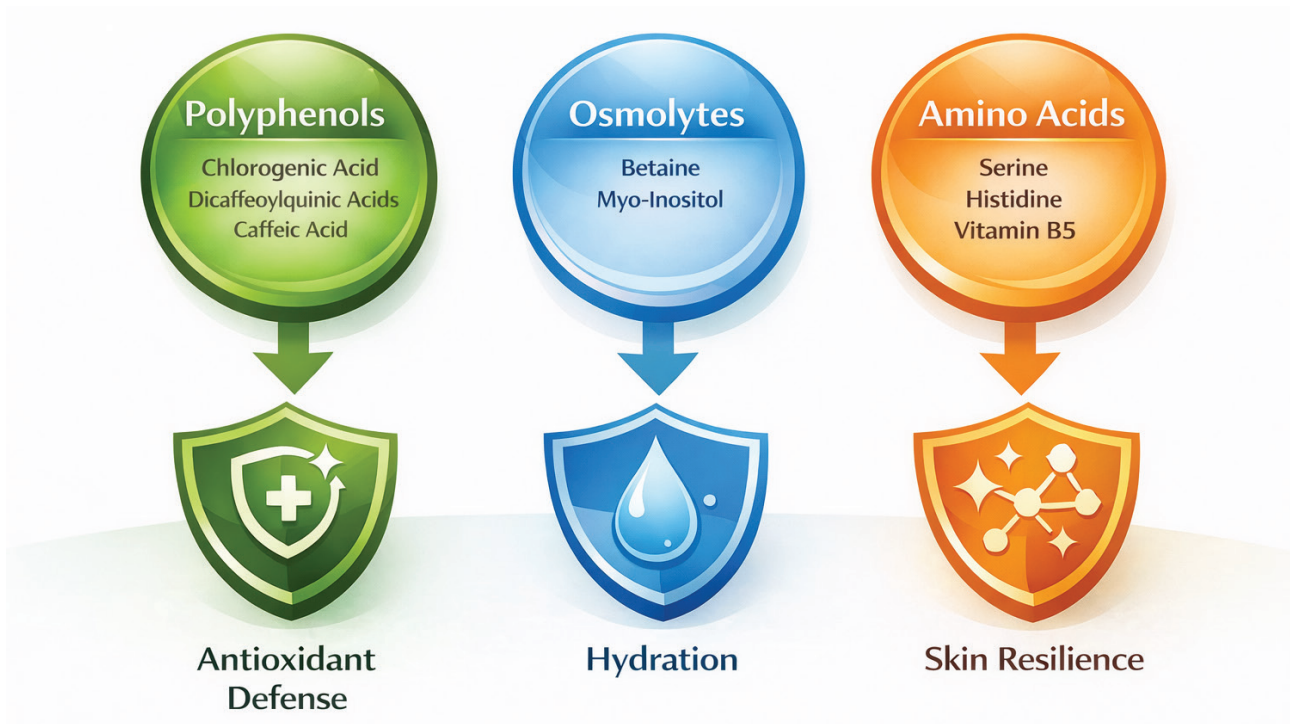 Polyphenols
Chlorogenic Acid
Dicaffeoylquinic Acids
Caffeic Acid
Antioxidant
Defense
Osmolytes
Betaine
Myo-Inositol
Hydration
Amino Acids
Serine
Histidine
Vitamin B5
Skin Resilience